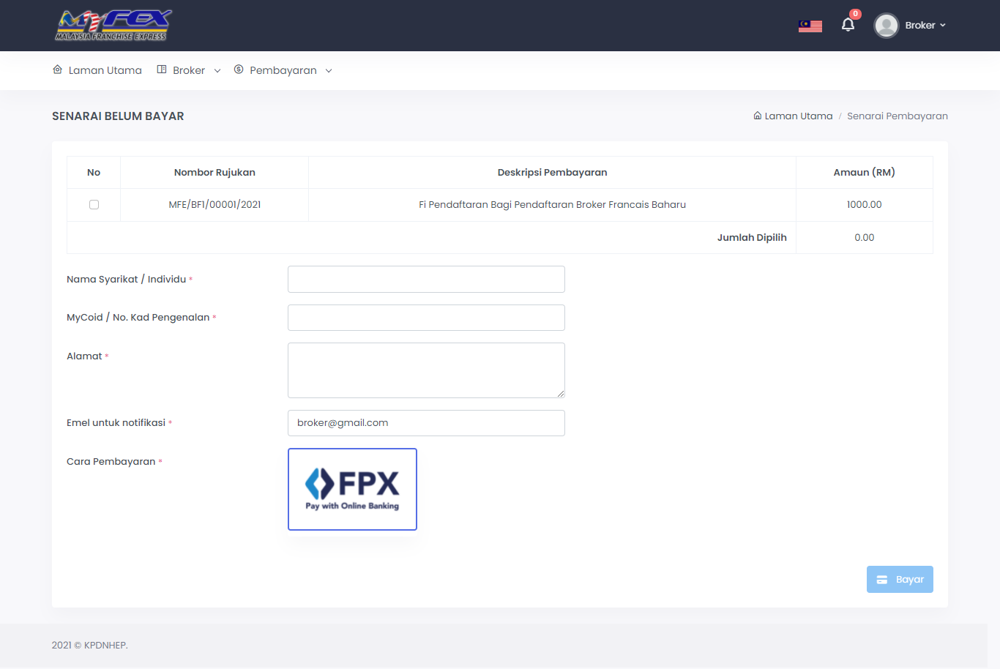 MyFEX
MALAYSIA FRANCHISE EXPRESS
0
Broker
Laman Utama Broker Pembayaran
SENARAI BELUM BAYAR
Laman Utama / Senarai Pembayaran
No Nombor Rujukan Deskripsi Pembayaran Amaun (RM)
MFE/BF1/00001/2021 Fi Pendaftaran Bagi Pendaftaran Broker Francais Baharu 1000.00
Jumlah Dipilih 0.00
Nama Syarikat / Individu *
MyCoid / No. Kad Pengenalan *
Alamat *
Emel untuk notifikasi * broker@gmail.com
Cara Pembayaran *
FPX
Pay with Online Banking
Bayar
2021 © KPDNHEP.